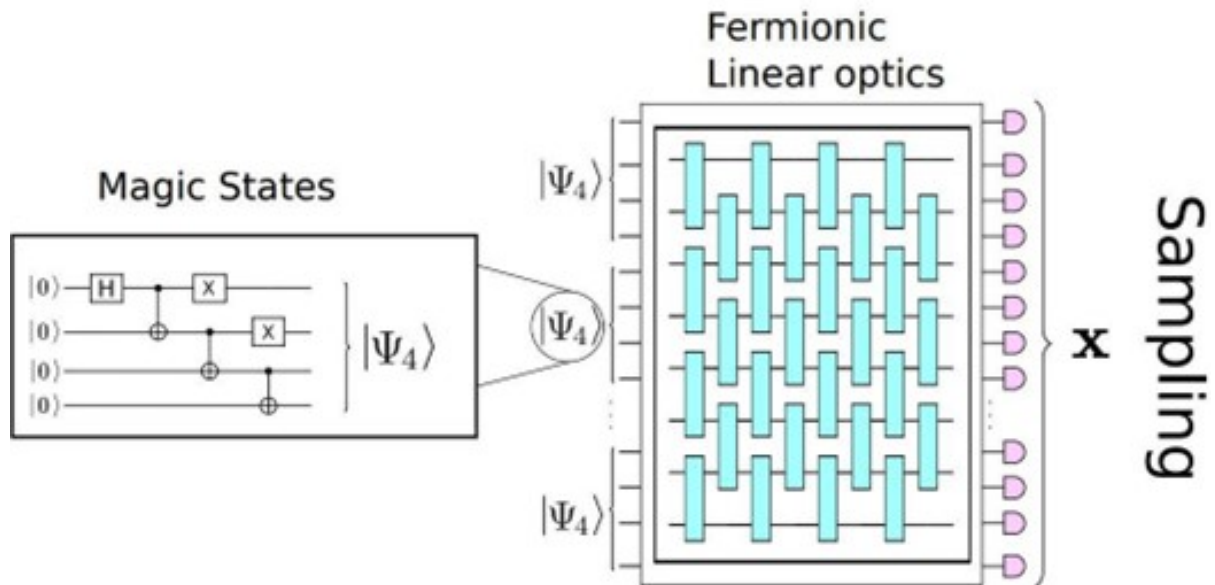 Fermionic
Linear optics
Magic States
|0⟩ H X
|0⟩ X
|0⟩
|0⟩
|Ψ₄⟩
|Ψ₄⟩
|Ψ₄⟩
|Ψ₄⟩
x
Sampling